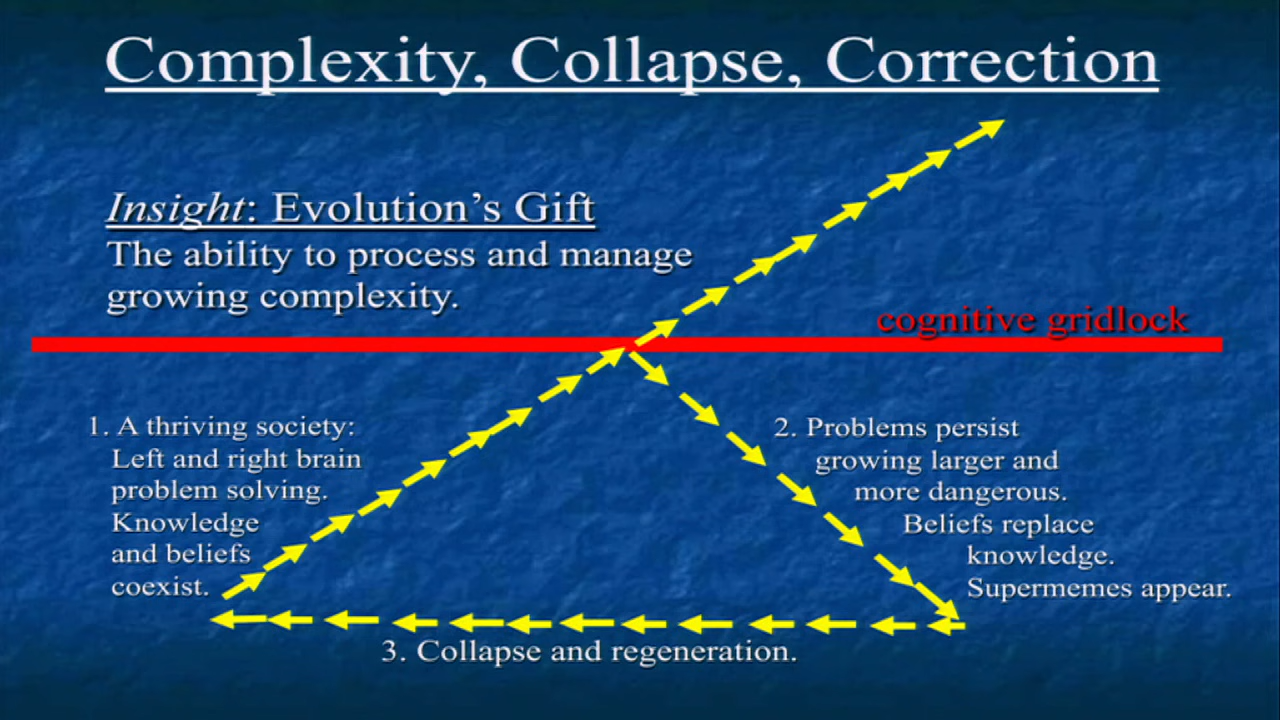 Complexity, Collapse, Correction
Insight: Evolution’s Gift
The ability to process and manage
growing complexity.
cognitive gridlock
1. A thriving society:
Left and right brain
problem solving.
Knowledge
and beliefs
coexist.
2. Problems persist
growing larger and
more dangerous.
Beliefs replace
knowledge.
Supermemes appear.
3. Collapse and regeneration.